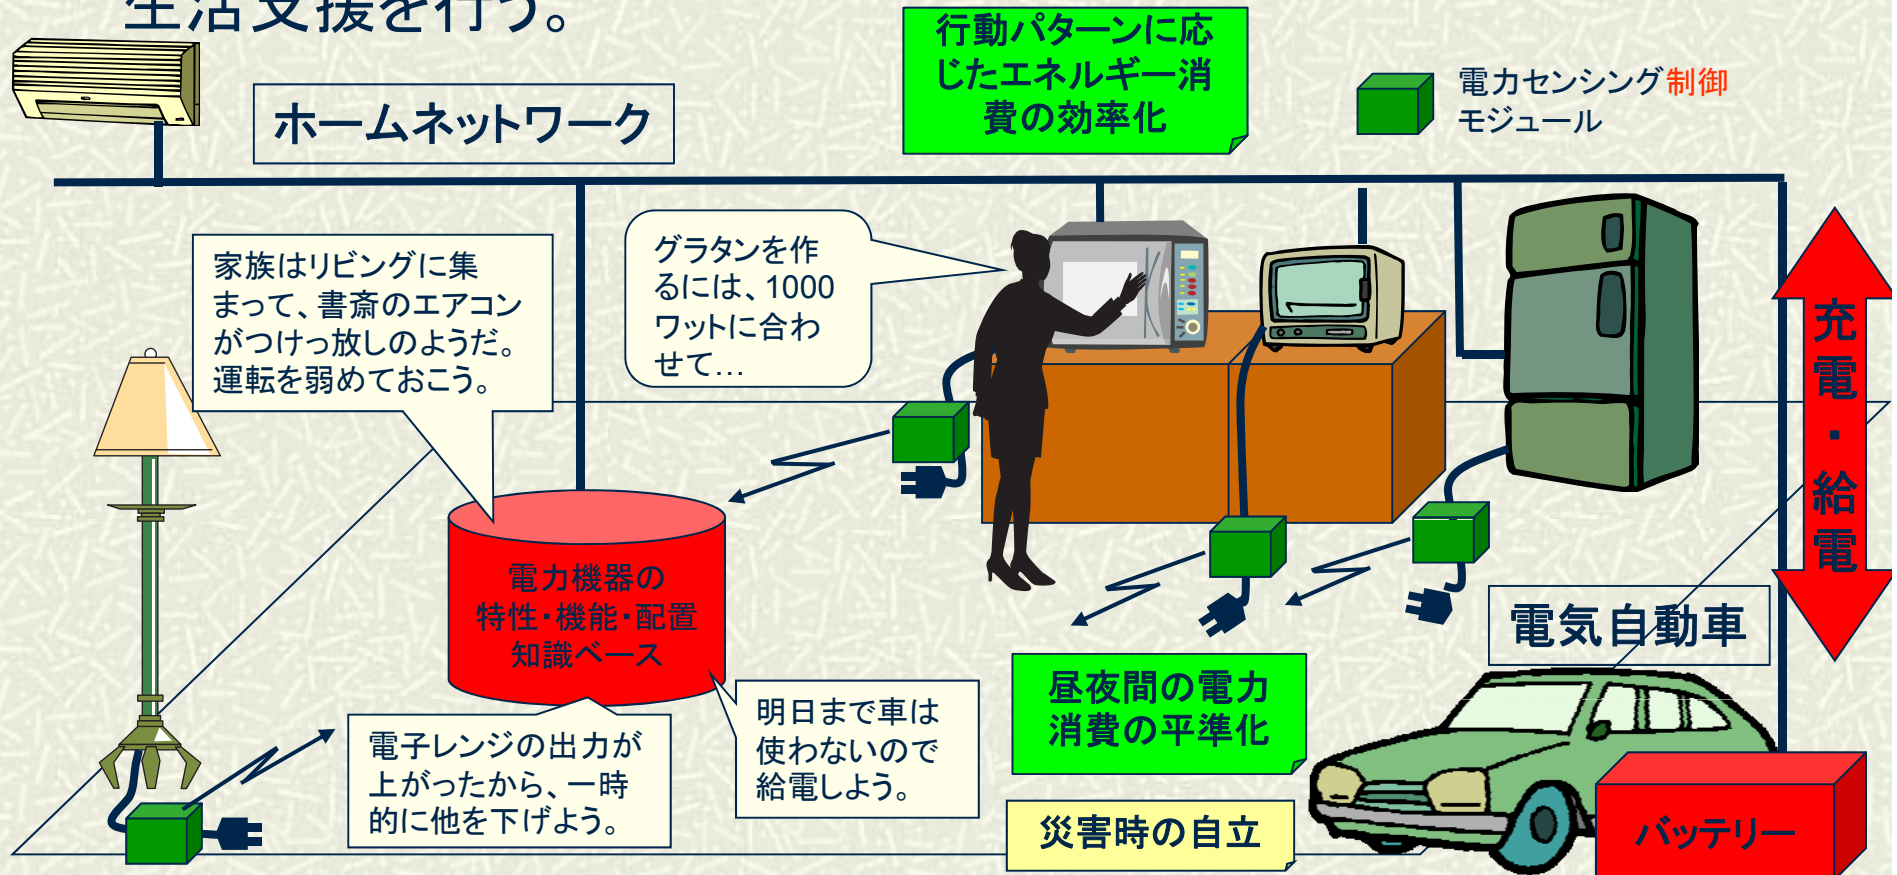 生活支援を行う。
行動パターンに応
じたエネルギー消
費の効率化
電力センシング制御
モジュール
ホームネットワーク
家族はリビングに集
まって、書斎のエアコン
がつけっ放しのようだ。
運転を弱めておこう。
グラタンを作
るには、1000
ワットに合わ
せて…
充電・給電
電力機器の
特性・機能・配置
知識ベース
電気自動車
昼夜間の電力
消費の平準化
明日まで車は
使わないので
給電しよう。
電子レンジの出力が
上がったから、一時
的に他を下げよう。
災害時の自立
バッテリー